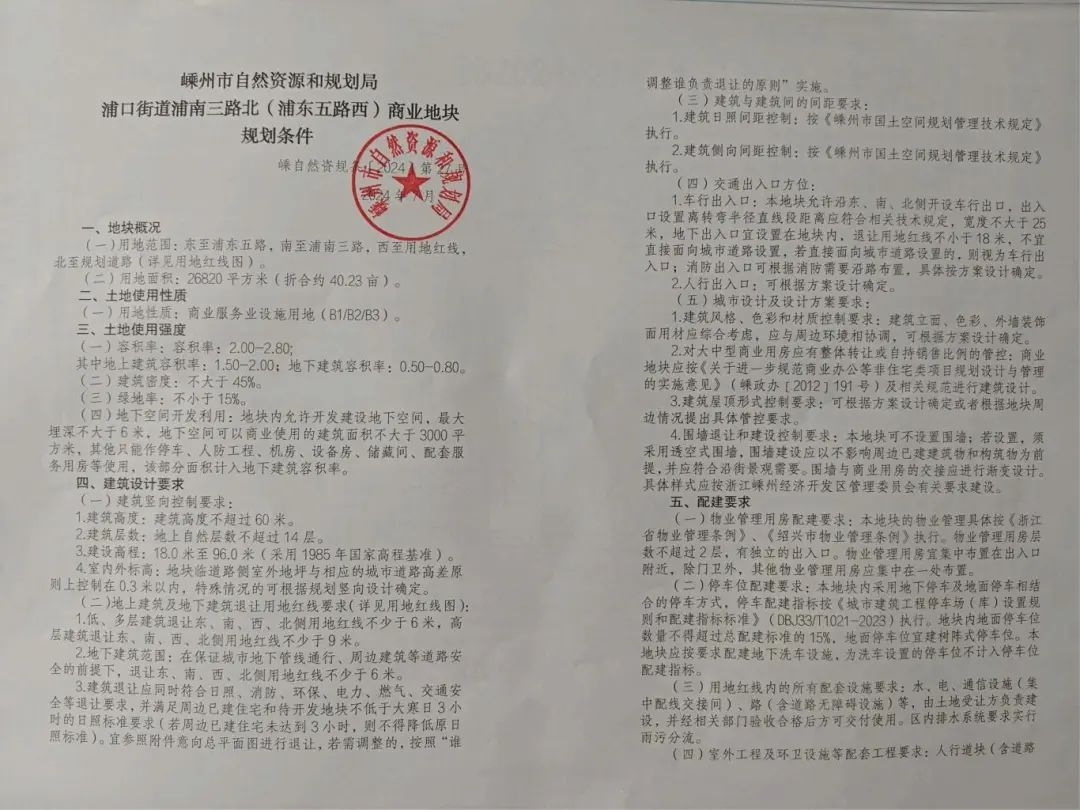 嵊州市自然资源和规划局
浦口街道浦南三路北（浦东五路西）商业地块
规划条件
嵊自然资规
2024
第
月
嵊州市自然资源和规划局
一、地块概况
（一）用地范围：东至浦东五路，南至浦南三路，西至用地红线，
北至规划道路（详见用地红线图）。
（二）用地面积：26820 平方米（折合约 40.23 亩）。
二、土地使用性质
（一）用地性质：商业服务业设施用地（B1/B2/B3）。
三、土地使用强度
（一）容积率：容积率：2.00-2.80；
其中地上建筑容积率：1.50-2.00；地下建筑容积率：0.50-0.80。
（二）建筑密度：不大于 45%。
（三）绿地率：不小于 15%。
（四）地下空间开发利用：地块内允许开发建设地下空间，最大
埋深不大于 6 米，地下空间可以商业使用的建筑面积不大于 3000 平
方米，其他只能作停车、人防工程、机房、设备房、储藏间、配套服
务用房等使用，该部分面积计入地下建筑容积率。
四、建筑设计要求
（一）建筑竖向控制要求：
1.建筑高度：建筑高度不超过 60 米。
2.建筑层数：地上自然层数不超过 14 层。
3.建设高程：18.0 米至 96.0 米（采用 1985 年国家高程基准）。
4.室内外标高：地块临道路侧室外地坪与相应的城市道路高差原
则上控制在 0.3 米以内，特殊情况的可根据规划竖向设计确定。
（二）地上建筑及地下建筑退让用地红线要求（详见用地红线图）：
1.低、多层建筑退让东、南、西、北侧用地红线不少于 6 米，高
层建筑退让东、南、西、北侧用地红线不少于 9 米。
2.地下建筑范围：在保证城市地下管线通行、周边建筑等道路安
全的前提下，退让东、南、西、北侧用地红线不少于 6 米。
3.建筑退让应同时符合日照、消防、环保、电力、燃气、交通安
全等退让要求，并满足周边已建住宅和待开发地块不低于大寒日 3 小
时的日照标准要求（若周边已建住宅未达到 3 小时，则不得降低原日
照标准）。宜参照附件意向总平面图进行退让，若需调整的，按照“谁
调整谁负责退让的原则”实施。
（三）建筑与建筑间的间距要求：
1.建筑日照间距控制：按《嵊州市国土空间规划管理技术规定》
执行。
2.建筑侧向间距控制：按《嵊州市国土空间规划管理技术规定》
执行。
（四）交通出入口方位：
1.车行出入口：本地块允许沿东、南、北侧开设车行出口，出入
口设置离转弯半径直线段距离应符合相关技术规定，宽度不大于 25
米，地下出入口宜设置在地块内，退让用地红线不小于 18 米，不宜
直接面向城市道路设置，若直接面向城市道路设置的，则视为车行出
入口；消防出入口可根据消防需要沿路布置，具体按方案设计确定。
2.人行出入口：可根据方案设计确定。
（五）城市设计及设计方案要求：
1.建筑风格、色彩和材质控制要求：建筑立面、色彩、外墙装饰
面用材应综合考虑，应与周边环境相协调，可根据方案设计确定。
2.对大中型商业用房应有整体转让或自持销售比例的管控：商业
地块应按《关于进一步规范商业办公等非住宅类项目规划设计与管理
的实施意见》（嵊政办〔2012〕191 号）及相关规范进行建筑设计。
3.建筑屋顶形式控制要求：可根据方案设计确定或者根据地块周
边情况提出具体管控要求。
4.围墙退让和建设控制要求：本地块可不设置围墙；若设置，须
采用透空式围墙，围墙建设应以不影响周边已建建筑物和构筑物为前
提，并应符合沿街景观需要。围墙与商业用房的交接应进行渐变设计。
具体样式应按浙江嵊州经济开发区管理委员会有关要求建设。
五、配建要求
（一）物业管理用房配建要求：本地块的物业管理具体按《浙江
省物业管理条例》、《绍兴市物业管理条例》执行。物业管理用房层
数不超过 2 层，有独立的出入口。物业管理用房宜集中布置在出入口
附近，除门卫外，其他物业管理用房应集中在一处布置。
（二）停车位配建要求：本地块内采用地下停车及地面停车相结
合的停车方式，停车配建指标按《城市建筑工程停车场（库）设置规
则和配建指标标准》（DBJ33/T1021-2023）执行。地块内地面停车位
数量不得超过总配建标准的 15%，地面停车位宜建树阵式停车位。本
地块应按要求配建地下洗车设施，为洗车设置的停车位不计入停车位
配建指标。
（三）用地红线内的所有配套设施要求：水、电、通信设施（集
中配线交接间）、路（含道路无障碍设施）等，由土地受让方负责建
设，并经相关部门验收合格后方可交付使用。区内排水系统要求实行
雨污分流。
（四）室外工程及环卫设施等配套工程要求：人行道块（含道路